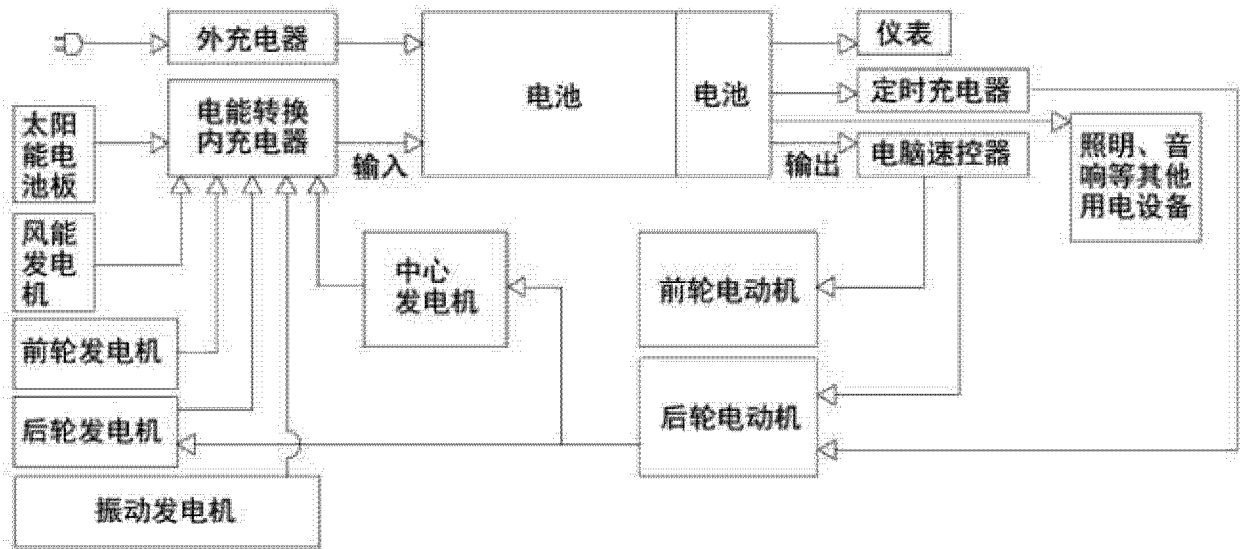 外充电器
电池
电池
仪表
定时充电器
电能转换
内充电器
输入
输出
电脑速控器
照明、音
响等其他
用电设备
太阳
能电
池板
风能
发电
机
中心
发电机
前轮电动机
前轮发电机
后轮电动机
后轮发电机
振动发电机